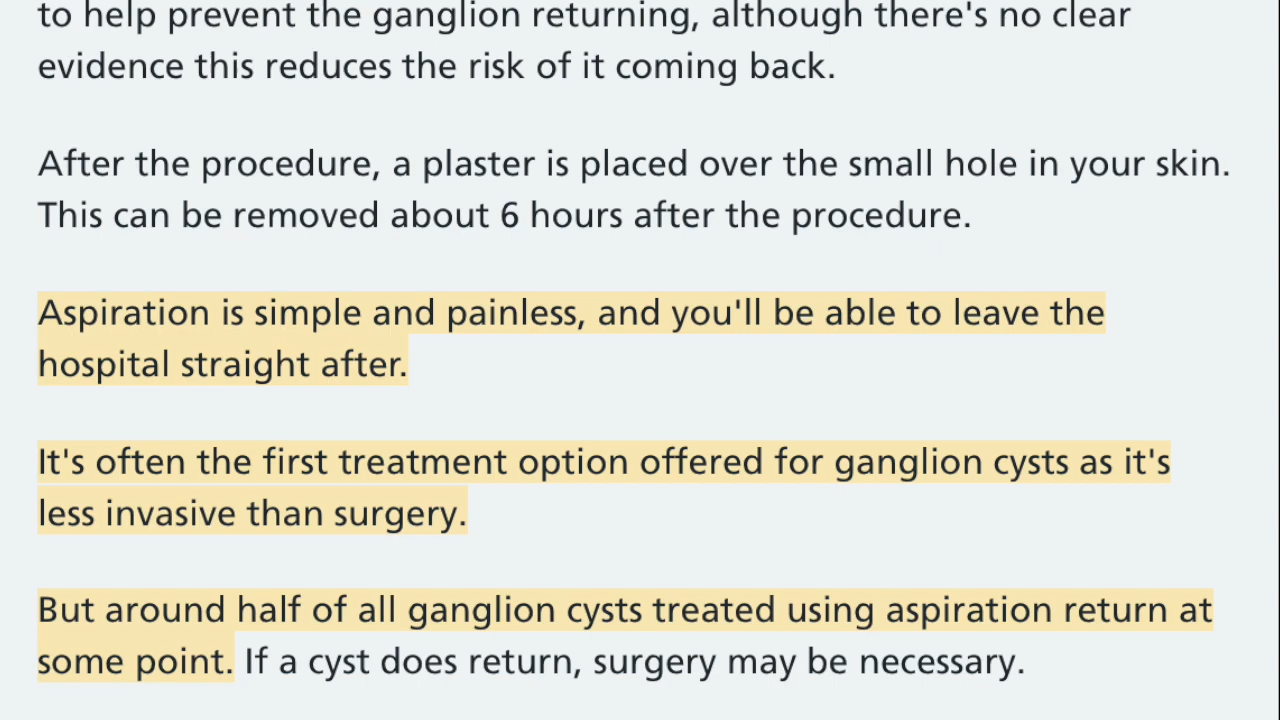 to help prevent the ganglion returning, although there's no clear
evidence this reduces the risk of it coming back.
After the procedure, a plaster is placed over the small hole in your skin.
This can be removed about 6 hours after the procedure.
Aspiration is simple and painless, and you'll be able to leave the
hospital straight after.
It's often the first treatment option offered for ganglion cysts as it's
less invasive than surgery.
But around half of all ganglion cysts treated using aspiration return at
some point. If a cyst does return, surgery may be necessary.